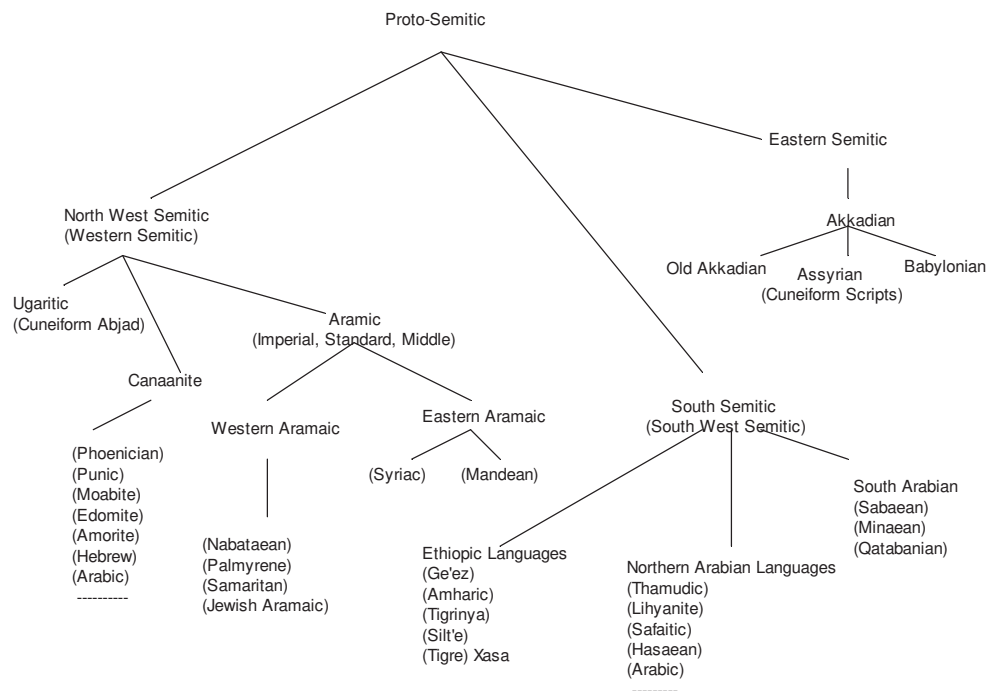 Proto-Semitic
Eastern Semitic
North West Semitic
(Western Semitic)
Akkadian
Old Akkadian
Assyrian
(Cuneiform Scripts)
Babylonian
Ugaritic
(Cuneiform Abjad)
Aramic
(Imperial, Standard, Middle)
Canaanite
Western Aramaic
Eastern Aramaic
South Semitic
(South West Semitic)
(Phoenician)
(Punic)
(Moabite)
(Edomite)
(Amorite)
(Hebrew)
(Arabic)
----------
(Syriac)
(Mandean)
South Arabian
(Sabaean)
(Minaean)
(Qatabanian)
(Nabataean)
(Palmyrene)
(Samaritan)
(Jewish Aramaic)
Ethiopic Languages
(Ge'ez)
(Amharic)
(Tigrinya)
(Silt'e)
(Tigre) Xasa
Northern Arabian Languages
(Thamudic)
(Lihyanite)
(Safaitic)
(Hasaean)
(Arabic)
---------